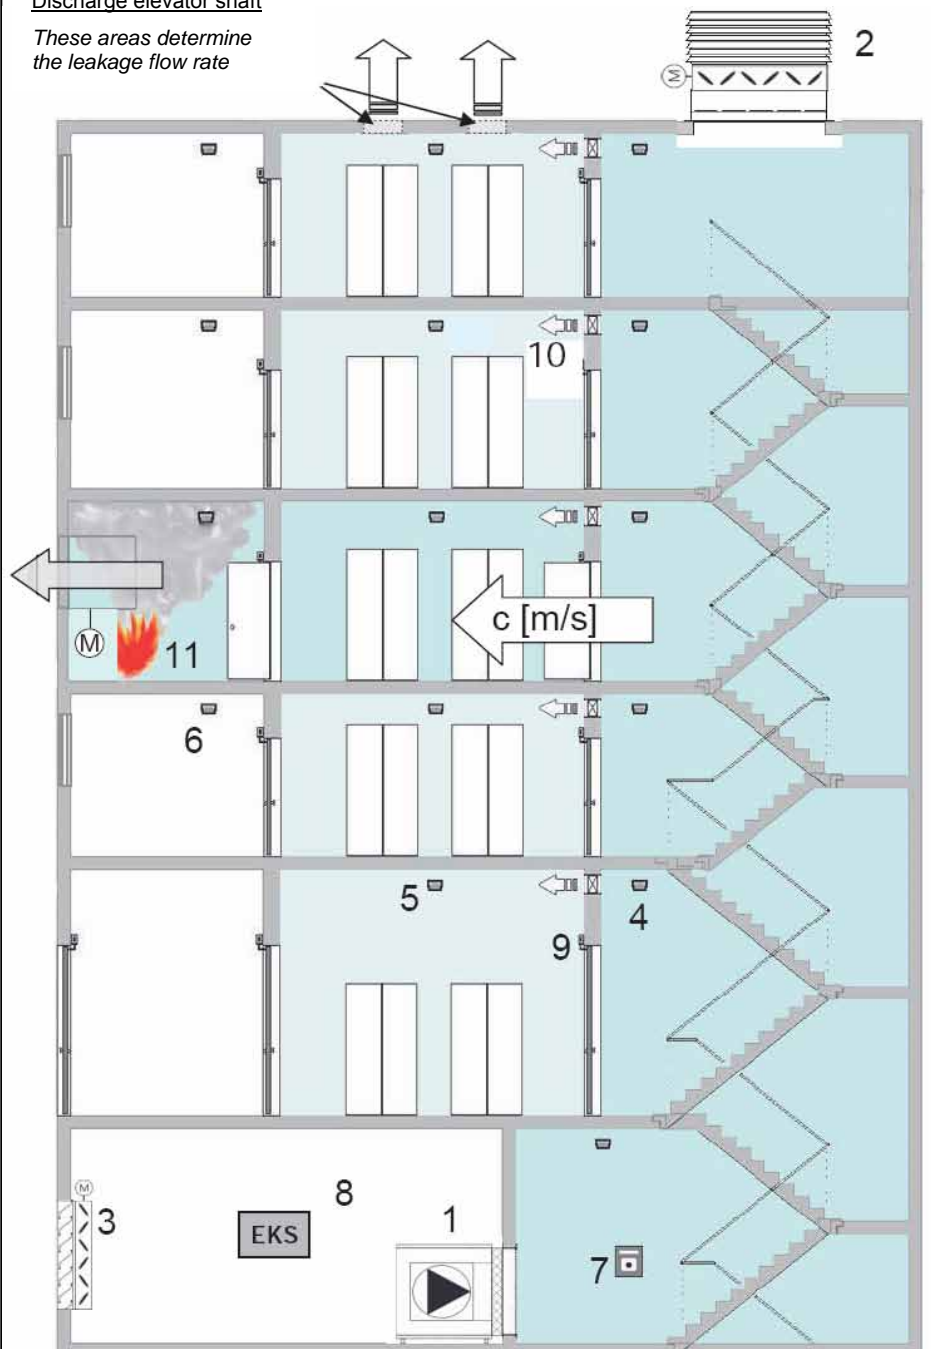 Discharge elevator shaft
These areas determine
the leakage flow rate
2
M
10
c [m/s]
M
11
6
5
4
9
M
3
8
1
EKS
7